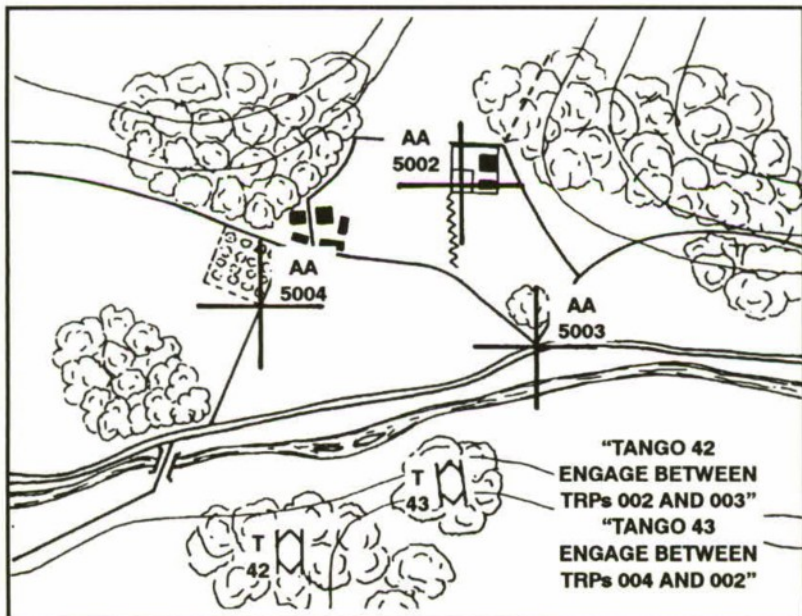 AA
5002
AA
5004
AA
5003
T
43
T
42
"TANGO 42
ENGAGE BETWEEN
TRPs 002 AND 003"
"TANGO 43
ENGAGE BETWEEN
TRPs 004 AND 002"